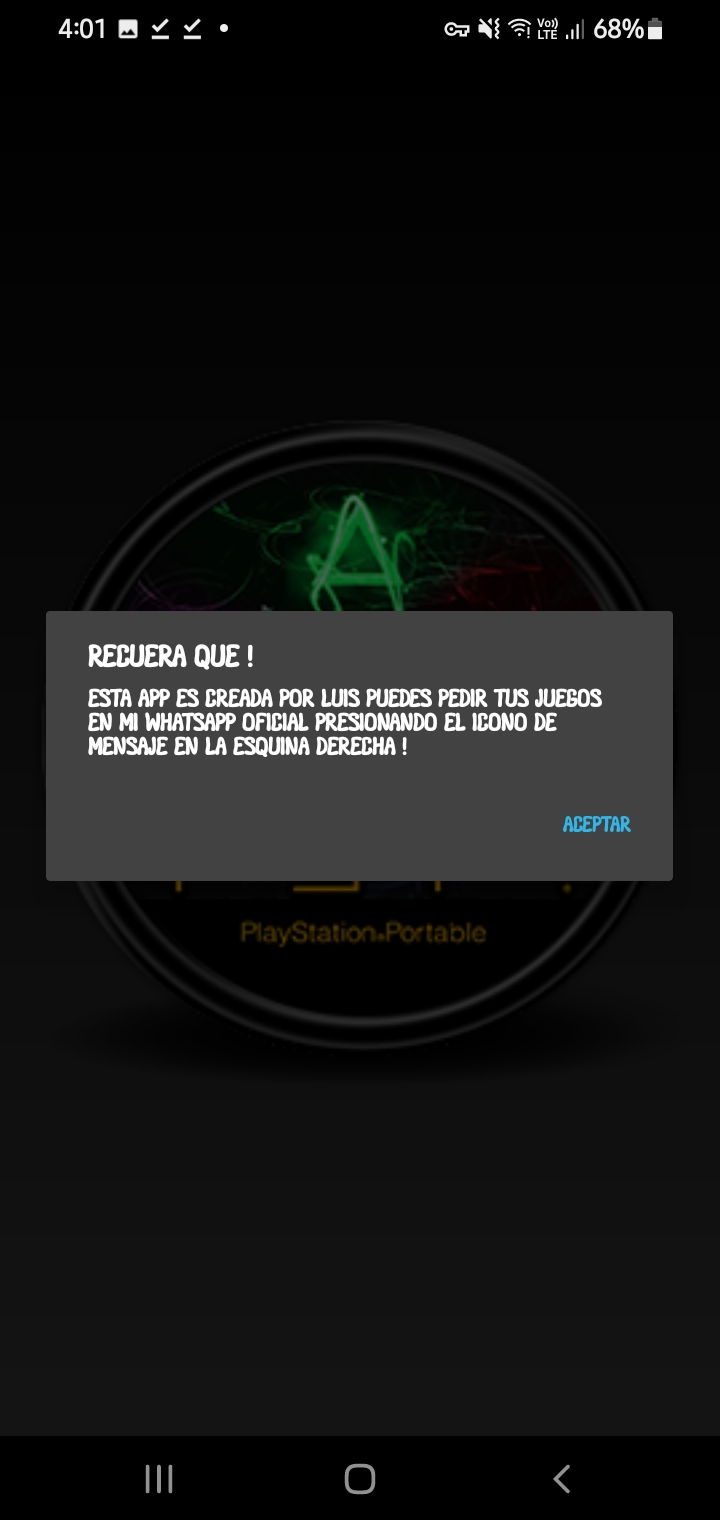 4:01
Vo))
LTE
68%
A
RECUERA QUE !
ESTA APP ES CREADA POR LUIS PUEDES PEDIR TUS JUEGOS
EN MI WHATSAPP OFICIAL PRESIONANDO EL ICONO DE
MENSAJE EN LA ESQUINA DERECHA !
ACEPTAR
PlayStation®Portable